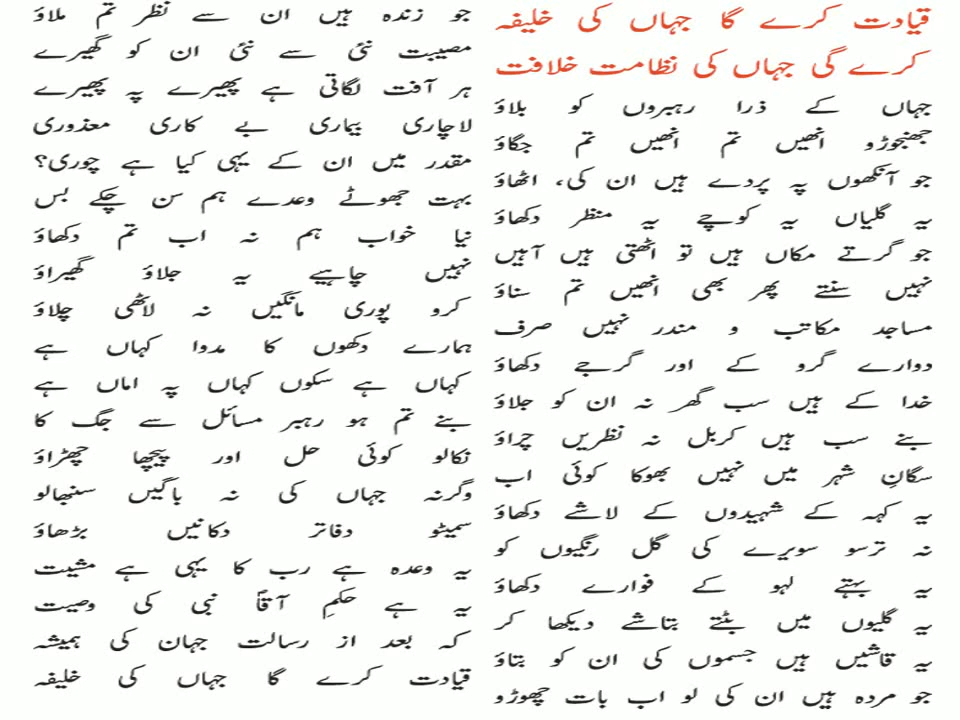 قیادت کرے گا جہاں کی خلیفہ
کرے گی جہاں کی نظامت خلافت
جہاں کے ذرا رہبروں کو بلاؤ
جھنجوڑو انھیں تم انھیں تم جگاؤ
جو آنکھوں پہ پردے ہیں ان کی، اٹھاؤ
یہ گلیاں یہ کوچے یہ منظر دکھاؤ
جو گرتے مکاں ہیں تو اٹھتی ہیں آہیں
نہیں سنتے پھر بھی انھیں تم سناؤ
مساجد مکاتب و مندر نہیں صرف
دوارے گرو کے اور گرجے دکھاؤ
خدا کے ہیں سب گھر نہ ان کو جلاؤ
بنے سب ہیں کربل نہ نظریں چراؤ
سگانِ شہر میں نہیں بھوکا کوئی اب
یہ کہہ کے شہیدوں کے لاشے دکھاؤ
نہ ترسو سویرے کی گل رنگیوں کو
یہ بہتے لہو کے فوارے دکھاؤ
یہ گلیوں میں بٹتے بتاشے دیکھا کر
یہ قاشیں ہیں جسموں کی ان کو بتاؤ
جو مردہ ہیں ان کی لو اب بات چھوڑو
جو زندہ ہیں ان سے نظر تم ملاؤ
مصیبت نئی سے نئی ان کو گھیرے
ہر آفت لگاتی ہے پھیرے پہ پھیرے
لاچاری بیماری بے کاری معذوری
مقدر میں ان کے یہی کیا ہے چوری؟
بہت جھوٹے وعدے ہم سن چکے بس
نیا خواب ہم نہ اب تم دکھاؤ
نہیں چاہیے یہ جلاؤ گھیراؤ
کرو پوری مانگیں نہ لاٹھی چلاؤ
ہمارے دکھوں کا مدوا کہاں ہے
کہاں ہے سکوں کہاں پہ اماں ہے
بنے تم ہو رہبر مسائل سے جگ کا
نکالو کوئی حل اور پیچھا چھڑاؤ
وگرنہ جہاں کی نہ باگیں سنبھالو
سمیٹو دفاتر دکانیں بڑھاؤ
یہ وعدہ ہے رب کا یہی ہے مشیت
یہ ہے حکمِ آقاؐ نبی کی وصیت
کہ بعد از رسالت جہان کی ہمیشہ
قیادت کرے گا جہاں کی خلیفہ